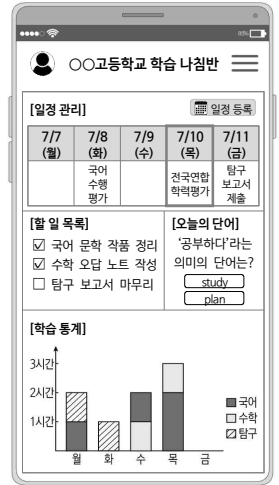 83%
○○고등학교 학습 나침반
[일정 관리]
일정 등록
7/7 7/8 7/9 7/10 7/11
(월) (화) (수) (목) (금)
국어 수행 평가
전국연합 학력평가
탐구 보고서 제출
[할 일 목록]
☑ 국어 문학 작품 정리
☑ 수학 오답 노트 작성
☐ 탐구 보고서 마무리
[오늘의 단어]
‘공부하다’라는
의미의 단어는?
study
plan
[학습 통계]
3시간
2시간
1시간
월 화 수 목 금
국어
수학
탐구